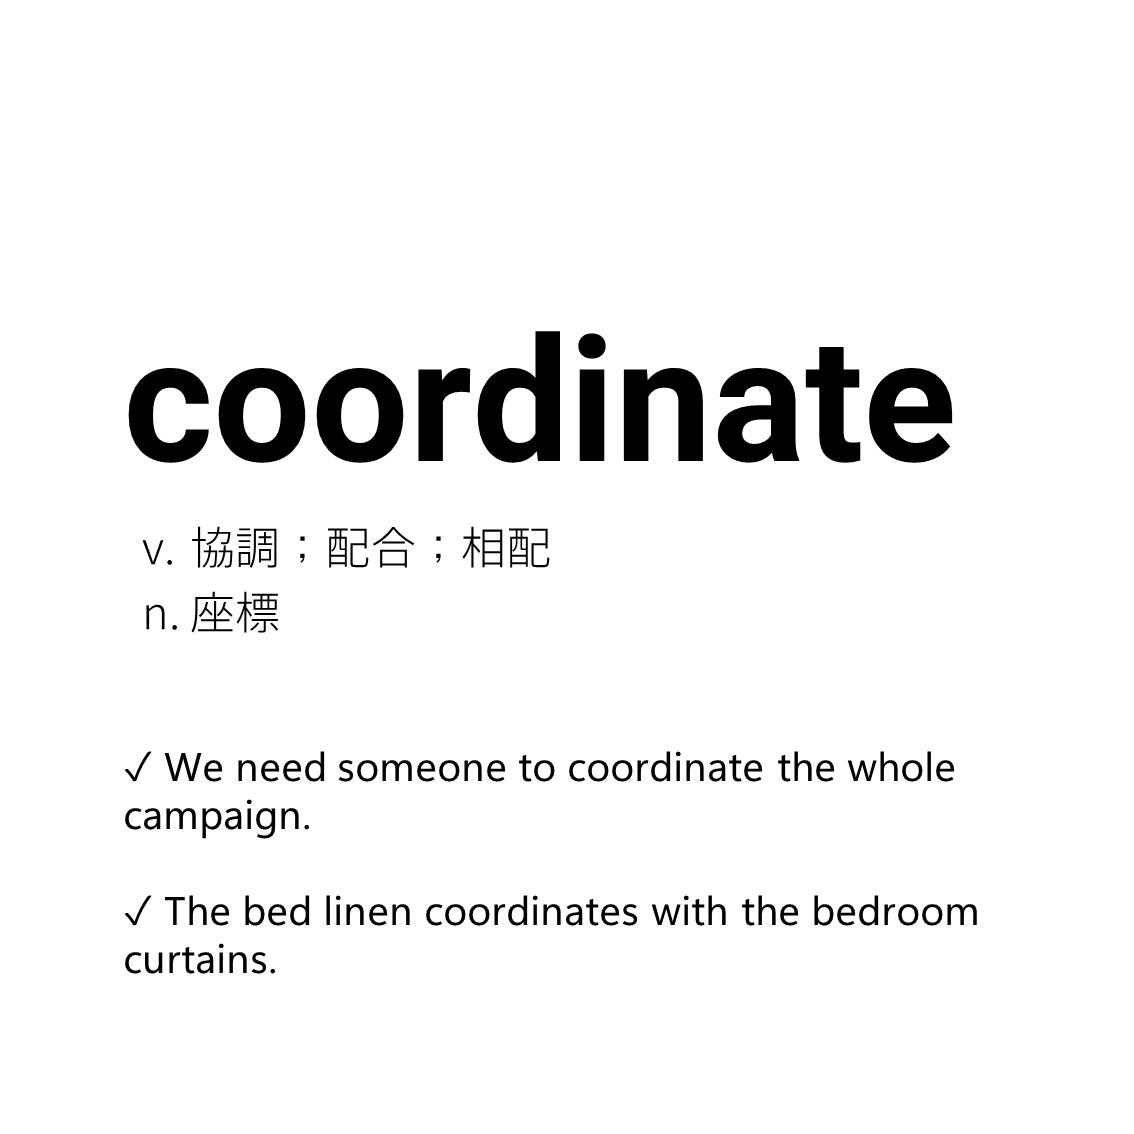 coordinate
v. 協調；配合；相配
n. 座標
✓ We need someone to coordinate the whole
campaign.
✓ The bed linen coordinates with the bedroom
curtains.